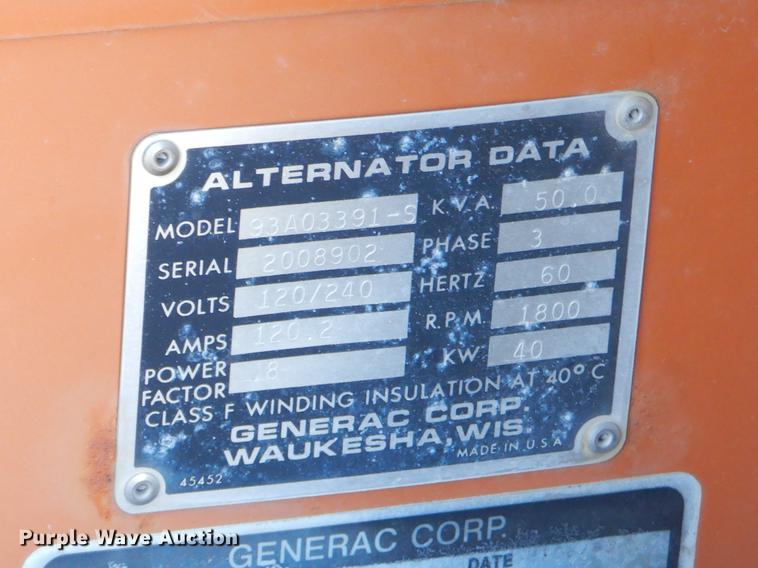 ALTERNATOR DATA
MODEL 93A03391-S K.V.A. 50.0
SERIAL 2008902 PHASE 3
VOLTS 120/240 HERTZ 60
AMPS 120.2 R.P.M. 1800
POWER FACTOR .8 KW 40
CLASS F WINDING INSULATION AT 40°C
GENERAC CORP.
WAUKESHA, WIS.
45452 MADE IN U.S.A.
GENERAC CORP.
DATE
Purple Wave Auction